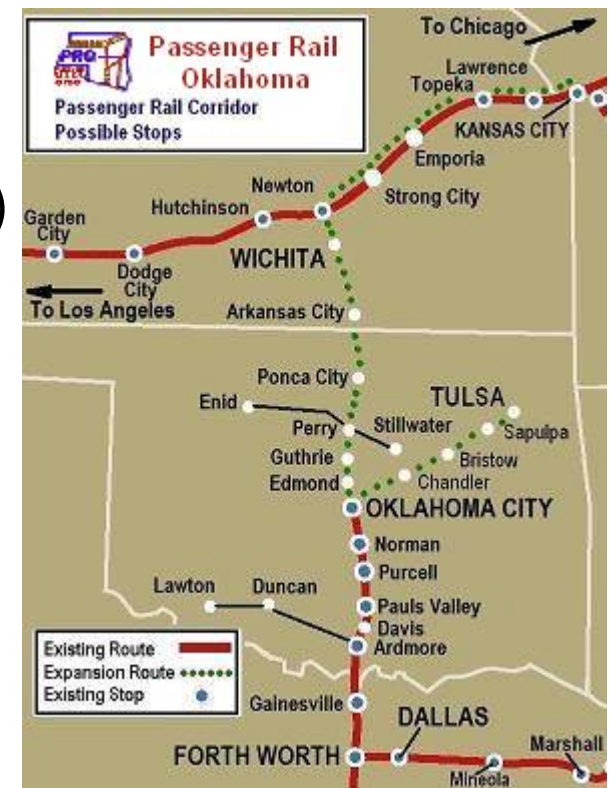 PRO
Passenger Rail
Oklahoma
Passenger Rail Corridor
Possible Stops
To Chicago
Lawrence
Topeka
KANSAS CITY
Emporia
Newton
Strong City
Hutchinson
Garden
City
WICHITA
Dodge
City
To Los Angeles
Arkansas City
Ponca City
Enid
TULSA
Perry
Stillwater
Sapulpa
Guthrie
Bristow
Edmond
Chandler
OKLAHOMA CITY
Norman
Purcell
Lawton
Duncan
Pauls Valley
Davis
Ardmore
Existing Route
Expansion Route
Existing Stop
Gainesville
DALLAS
FORTH WORTH
Marshall
Mineola